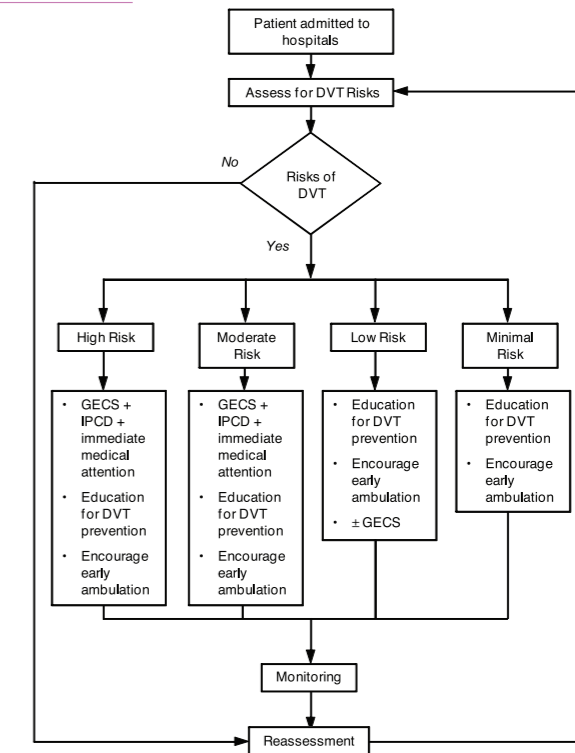 Patient admitted to
hospitals
Assess for DVT Risks
No
Risks of
DVT
Yes
High Risk
Moderate
Risk
Low Risk
Minimal
Risk
• GECS +
IPCD +
immediate
medical
attention
• Education
for DVT
prevention
• Encourage
early
ambulation
• GECS +
IPCD +
immediate
medical
attention
• Education
for DVT
prevention
• Encourage
early
ambulation
• Education
for DVT
prevention
• Encourage
early
ambulation
• ± GECS
• Education
for DVT
prevention
• Encourage
early
ambulation
Monitoring
Reassessment